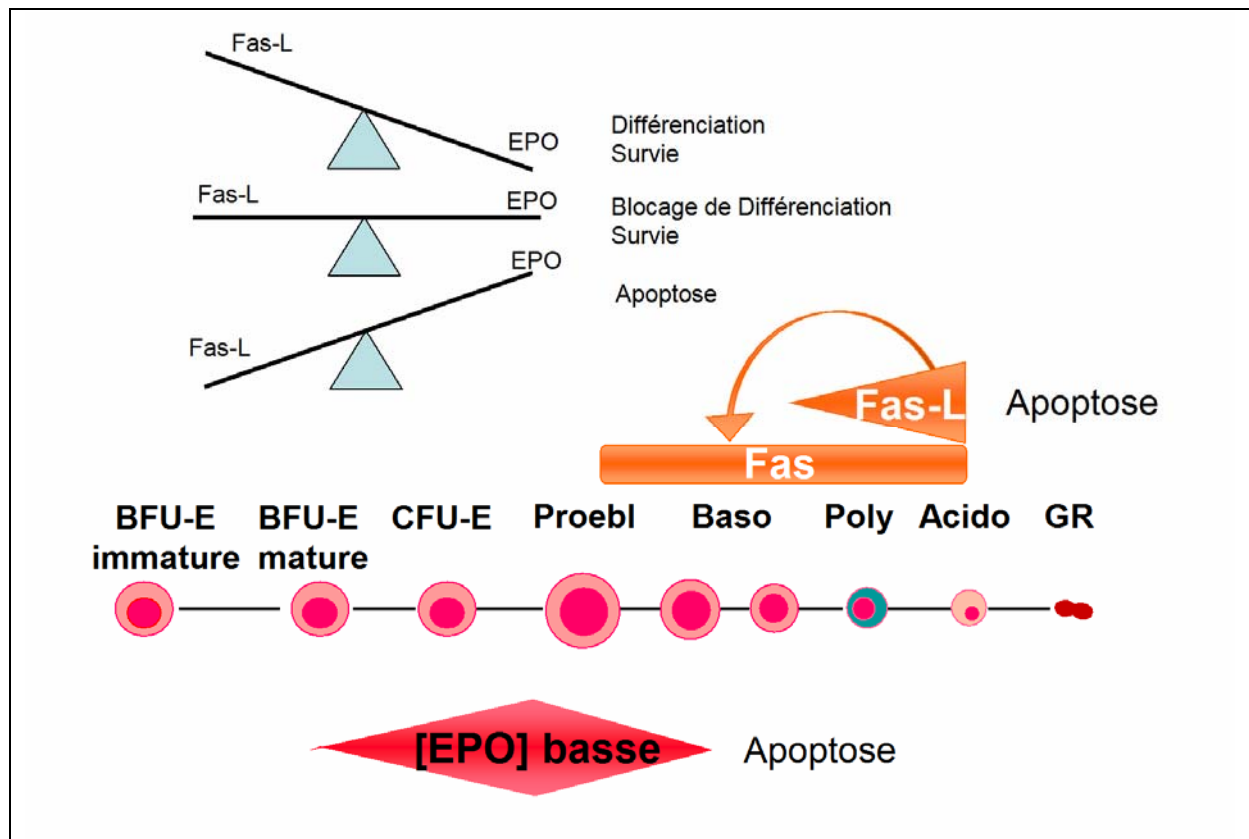 Fas-L
EPO
Différenciation
Survie
Fas-L
EPO
Blocage de Différenciation
Survie
EPO
Fas-L
Apoptose
Fas-L
Apoptose
Fas
BFU-E
immature
BFU-E
mature
CFU-E
Proebl
Baso
Poly
Acido
GR
[EPO] basse
Apoptose